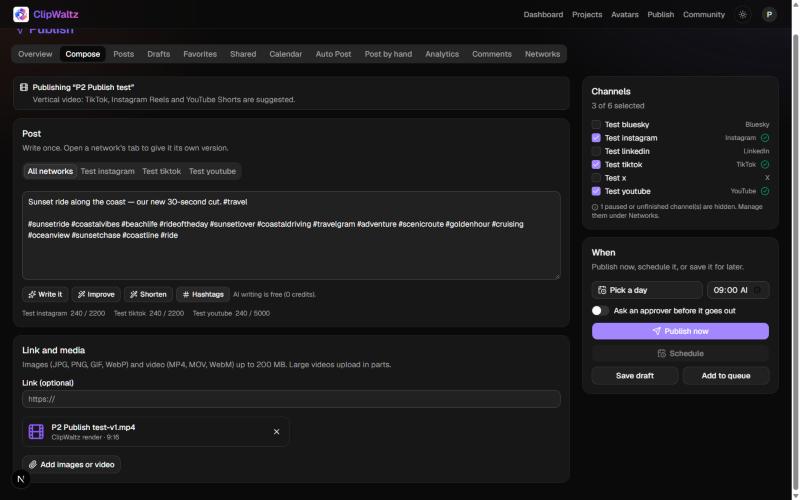 ClipWaltz
Dashboard Projects Avatars Publish Community P
Publish
Overview Compose Posts Drafts Favorites Shared Calendar Auto Post Post by hand Analytics Comments Networks
Publishing "P2 Publish test"
Vertical video: TikTok, Instagram Reels and YouTube Shorts are suggested.
Post
Write once. Open a network's tab to give it its own version.
All networks Test instagram Test tiktok Test youtube
Sunset ride along the coast — our new 30-second cut. #travel
#sunsetride #coastalvibes #beachlife #rideoftheday #sunsetlover #coastaldriving #travelgram #adventure #scenicroute #goldenhour #cruising
#oceanview #sunsetchase #coastline #ride
Write it Improve Shorten # Hashtags AI writing is free (0 credits).
Test instagram 240 / 2200 Test tiktok 240 / 2200 Test youtube 240 / 5000
Link and media
Images (JPG, PNG, GIF, WebP) and video (MP4, MOV, WebM) up to 200 MB. Large videos upload in parts.
Link (optional)
https://
P2 Publish test-v1.mp4
ClipWaltz render · 9:16
Add images or video
N
Channels
3 of 6 selected
Test bluesky Bluesky
Test instagram Instagram
Test linkedin LinkedIn
Test tiktok TikTok
Test x X
Test youtube YouTube
1 paused or unfinished channel(s) are hidden. Manage
them under Networks.
When
Publish now, schedule it, or save it for later.
Pick a day 09:00
Ask an approver before it goes out
Publish now
Schedule
Save draft Add to queue